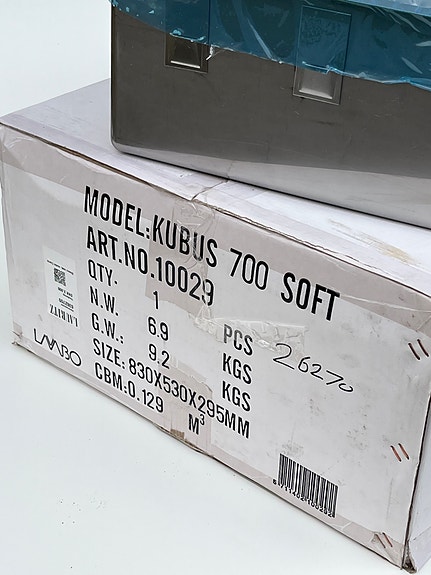 MODEL:KUBUS 700 SOFT
ART.NO.10029
QTY. 1 PCS
N.W. 6.9 KGS
G.W.: 9.2 KGS
SIZE: 830X530X295MM
CBM:0.129 M³
26270
LAURITZ
LAVABO